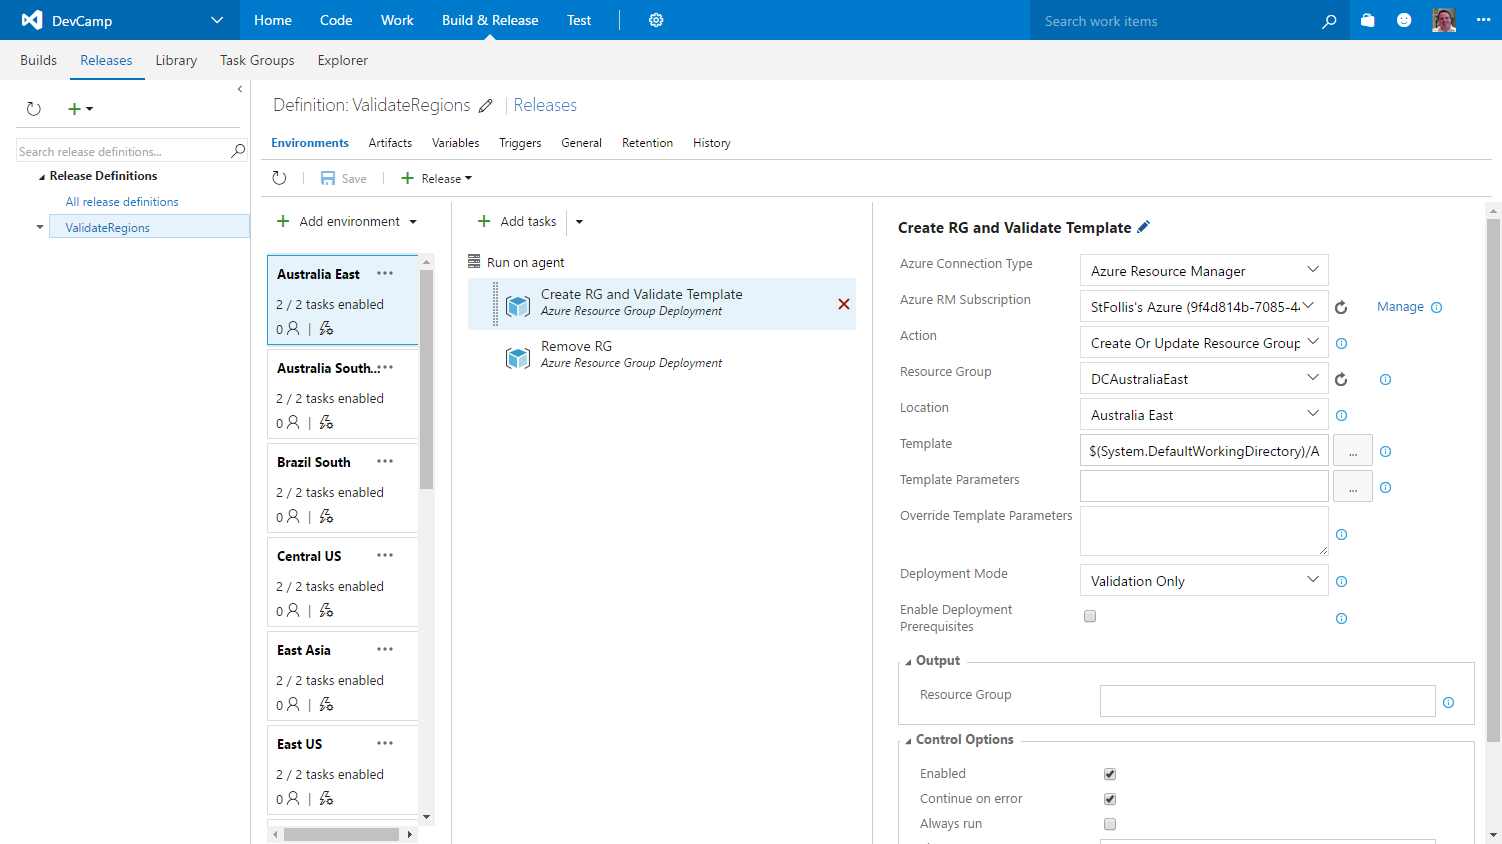 DevCamp
Home Code Work Build & Release Test
Search work items
Builds Releases Library Task Groups Explorer
Search release definitions...
Release Definitions
All release definitions
ValidateRegions
Definition: ValidateRegions | Releases
Environments Artifacts Variables Triggers General Retention History
Save Release
Add environment
Australia East ...
2 / 2 tasks enabled
0 |
Australia South...
2 / 2 tasks enabled
0 |
Brazil South ...
2 / 2 tasks enabled
0 |
Central US ...
2 / 2 tasks enabled
0 |
East Asia ...
2 / 2 tasks enabled
0 |
East US ...
2 / 2 tasks enabled
0 |
Add tasks
Run on agent
Create RG and Validate Template
Azure Resource Group Deployment
Remove RG
Azure Resource Group Deployment
Create RG and Validate Template
Azure Connection Type Azure Resource Manager
Azure RM Subscription StFollis's Azure (9f4d814b-7085-44 Manage
Action Create Or Update Resource Group
Resource Group DCAustraliaEast
Location Australia East
Template $(System.DefaultWorkingDirectory)/A ...
Template Parameters ...
Override Template Parameters
Deployment Mode Validation Only
Enable Deployment
Prerequisites
Output
Resource Group
Control Options
Enabled
Continue on error
Always run